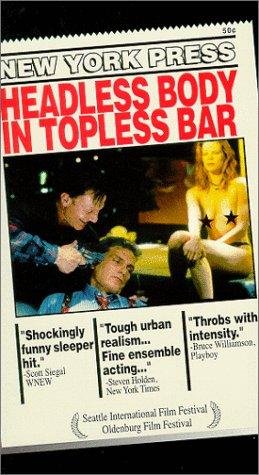 50¢
NEW YORK PRESS
HEADLESS BODY
IN TOPLESS BAR
"Shockingly
funny sleeper
hit."
-Scott Siegal
WNEW
"Tough urban
realism...
Fine ensemble
acting..."
-Steven Holden,
New York Times
"Throbs with
intensity."
-Bruce Williamson,
Playboy
Seattle International Film Festival
Oldenburg Film Festival